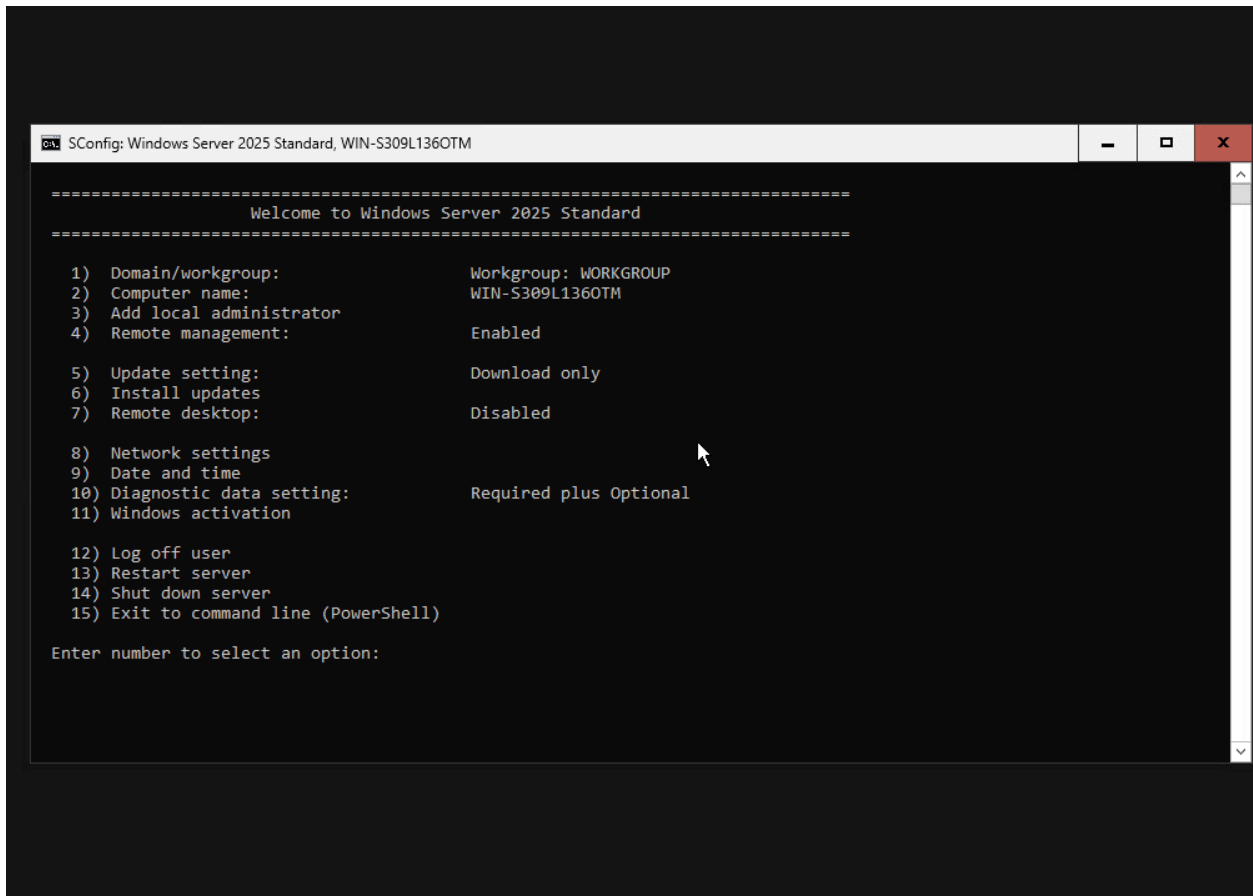 SConfig: Windows Server 2025 Standard, WIN-S309L136OTM
================================================================================
Welcome to Windows Server 2025 Standard
================================================================================
1) Domain/workgroup: Workgroup: WORKGROUP
2) Computer name: WIN-S309L136OTM
3) Add local administrator
4) Remote management: Enabled
5) Update setting: Download only
6) Install updates
7) Remote desktop: Disabled
8) Network settings
9) Date and time
10) Diagnostic data setting: Required plus Optional
11) Windows activation
12) Log off user
13) Restart server
14) Shut down server
15) Exit to command line (PowerShell)
Enter number to select an option: